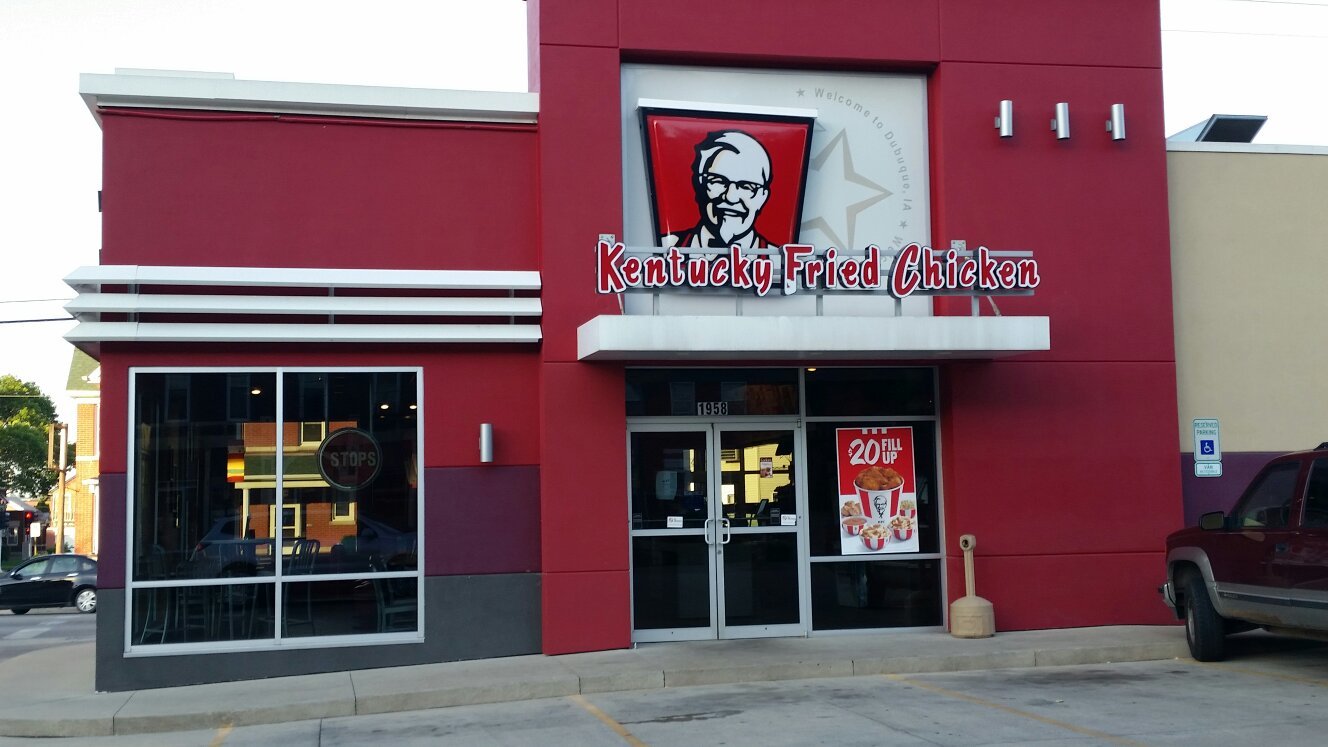 ★ Welcome to Dubuque, IA ★
Kentucky Fried Chicken
1958
STOPS
$20 FILL
UP
RESERVED
PARKING
VAN